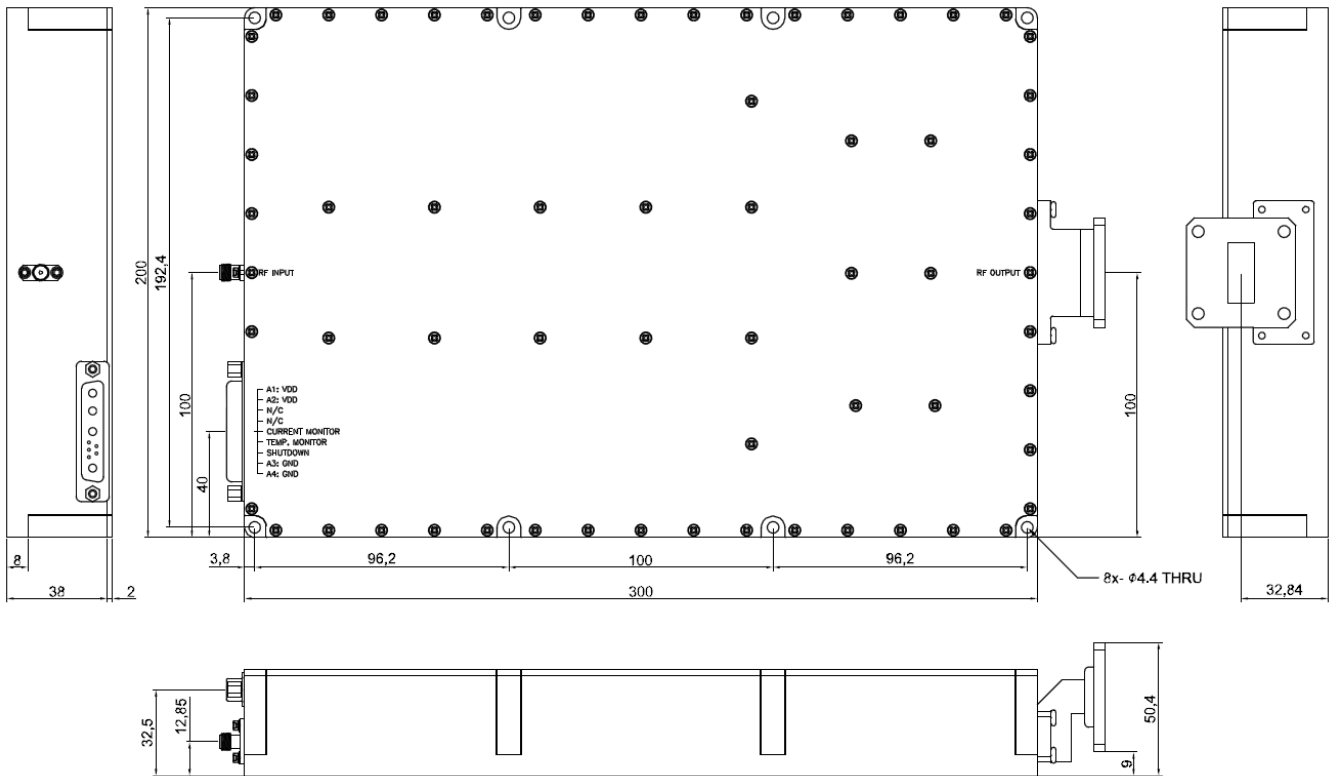 200
192,4
RF INPUT
RF OUTPUT
100
100
A1: VDD
A2: VDD
N/C
N/C
CURRENT MONITOR
TEMP. MONITOR
SHUTDOWN
A3: GND
A4: GND
40
8
38
2
3,8
96,2
100
96,2
300
8x- Φ4.4 THRU
32,84
32,5
12,85
50,4
9